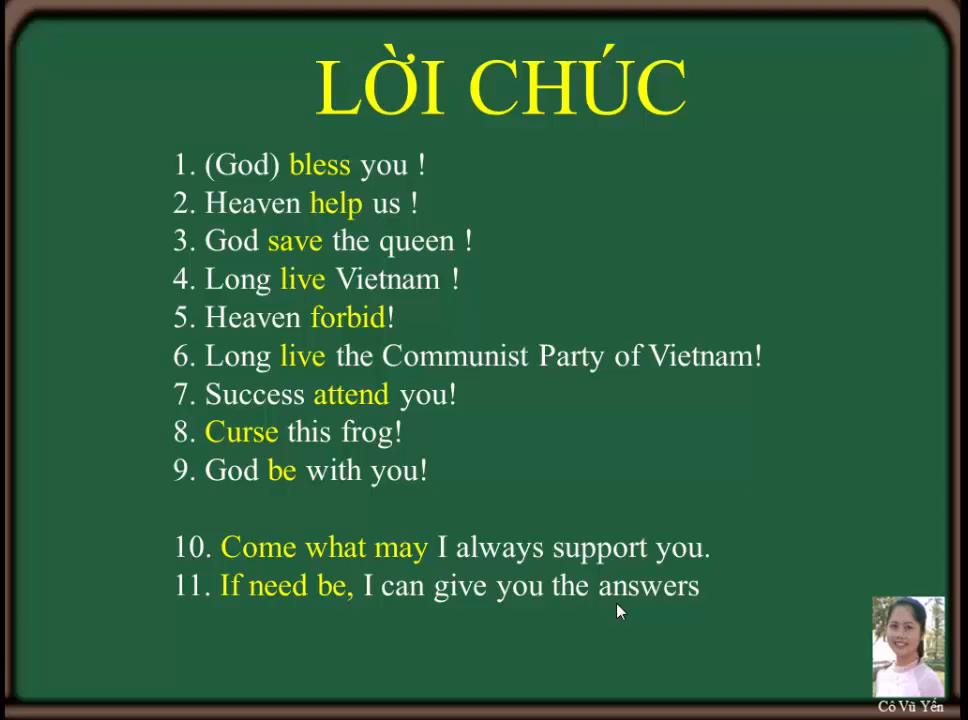 LỜI CHÚC
1. (God) bless you !
2. Heaven help us !
3. God save the queen !
4. Long live Vietnam !
5. Heaven forbid!
6. Long live the Communist Party of Vietnam!
7. Success attend you!
8. Curse this frog!
9. God be with you!
10. Come what may I always support you.
11. If need be, I can give you the answers
Cô Vũ Yến